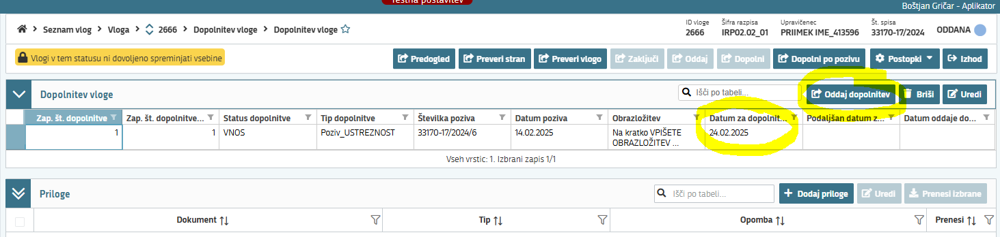 Testna postavitev
Boštjan Gričar - Aplikator
Seznam vlog Vloga 2666 Dopolnitev vloge Dopolnitev vloge
ID vloge Šifra razpisa Upravičenec Št. spisa
2666 IRP02.02_01 PRIIMEK IME_413596 33170-17/2024 ODDANA
Vlogi v tem statusu ni dovoljeno spreminjati vsebine
Predogled Preveri stran Preveri vlogo Zaključi Oddaj Dopolni Dopolni po pozivu Postopki Izhod
Dopolnitev vloge Išči po tabeli... Oddaj dopolnitev Briši Uredi
Zap. št. dopolnitve Zap. št. dopolnitve... Status dopolnitve Tip dopolnitve Številka poziva Datum poziva Obrazložitev Datum za dopolnit... Podaljšan datum z... Datum oddaje do...
1 1 VNOS Poziv_USTREZNOST 33170-17/2024/6 14.02.2025 Na kratko VPIŠETE 24.02.2025
OBRAZLOŽITEV ...
Vseh vrstic: 1. Izbrani zapis 1/1
Priloge Išči po tabeli... Dodaj priloge Uredi Prenesi izbrane
Dokument Tip Opomba Prenesi